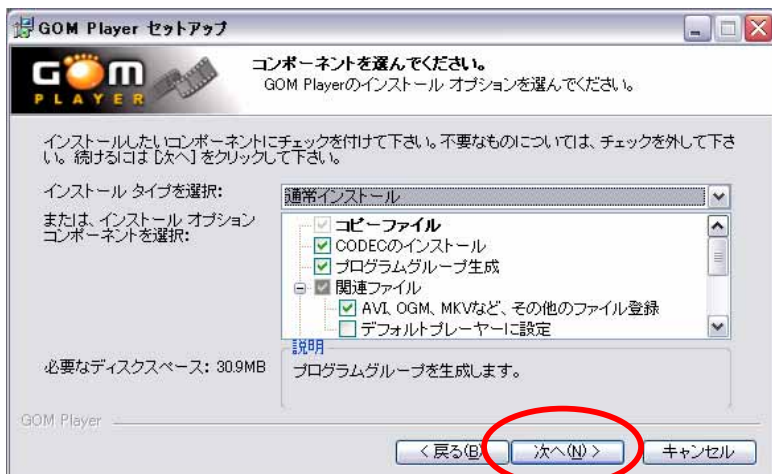 GOM Player セットアップ
GOM
PLAYER
コンポーネントを選んでください。
GOM Playerのインストール オプションを選んでください。
インストールしたいコンポーネントにチェックを付けて下さい。不要なものについては、チェックを外して下さ
い。続けるには [次へ] をクリックして下さい。
インストール タイプを選択:
通常インストール
または、インストール オプション
コンポーネントを選択:
コピーファイル
CODECのインストール
プログラムグループ生成
関連ファイル
AVI, OGM, MKVなど、その他のファイル登録
デフォルトプレーヤーに設定
必要なディスクスペース: 30.9MB
説明
プログラムグループを生成します。
GOM Player
< 戻る(B)
次へ(N) >
キャンセル